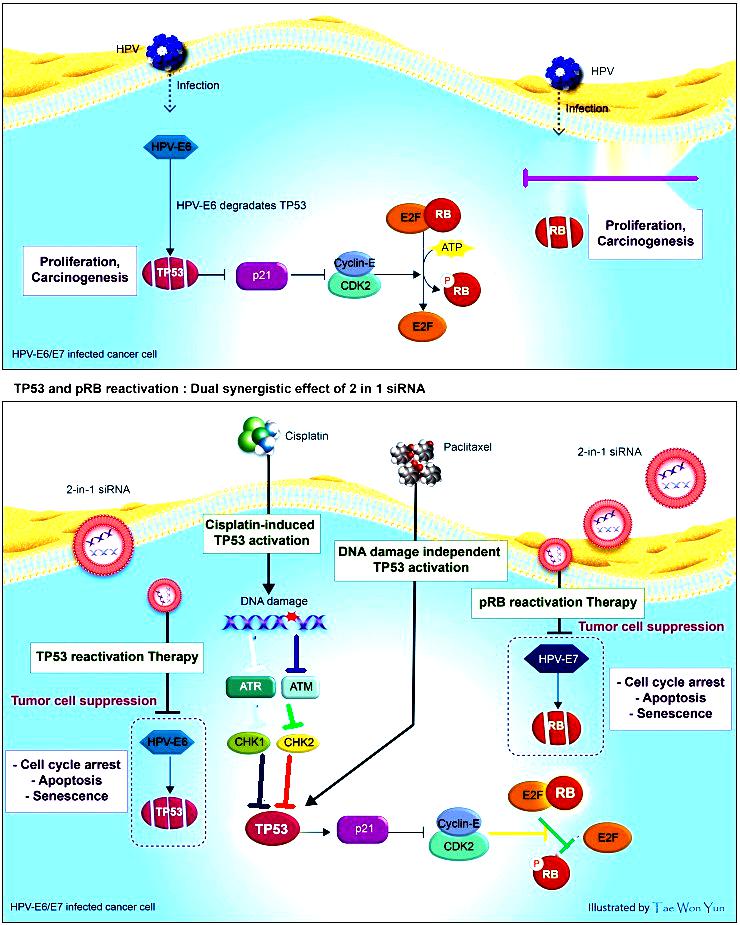 HPV
Infection
HPV-E6
HPV-E6 degrades TP53
Proliferation,
Carcinogenesis
TP53
p21
Cyclin-E
CDK2
E2F
RB
ATP
P
RB
E2F
HPV
Infection
RB
Proliferation,
Carcinogenesis
HPV-E6/E7 infected cancer cell
TP53 and pRB reactivation : Dual synergistic effect of 2 in 1 siRNA
2-in-1 siRNA
Cisplatin
Paclitaxel
2-in-1 siRNA
Cisplatin-induced
TP53 activation
DNA damage independent
TP53 activation
pRB reactivation Therapy
Tumor cell suppression
DNA damage
TP53 reactivation Therapy
Tumor cell suppression
ATR
ATM
CHK1
CHK2
HPV-E7
RB
- Cell cycle arrest
- Apoptosis
- Senescence
HPV-E6
TP53
- Cell cycle arrest
- Apoptosis
- Senescence
TP53
p21
Cyclin-E
CDK2
E2F
RB
E2F
P
RB
HPV-E6/E7 infected cancer cell
Illustrated by Tae Won Yun